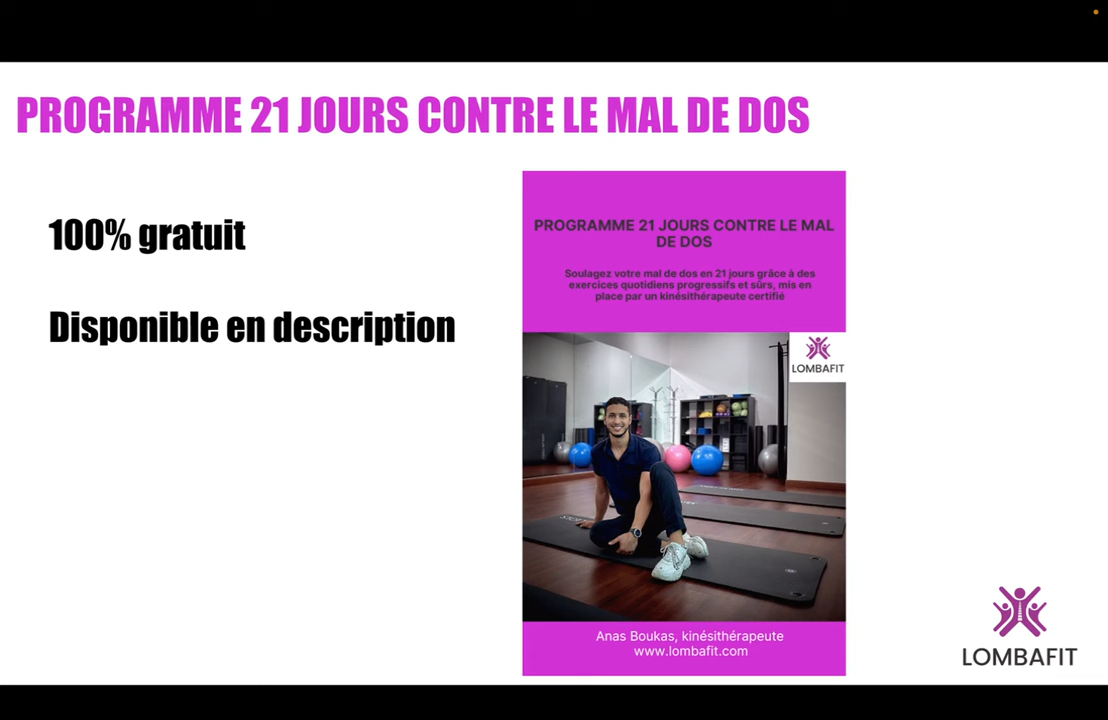 PROGRAMME 21 JOURS CONTRE LE MAL DE DOS
100% gratuit
Disponible en description
PROGRAMME 21 JOURS CONTRE LE MAL
DE DOS
Soulagez votre mal de dos en 21 jours grâce à des
exercices quotidiens progressifs et sûrs, mis en
place par un kinésithérapeute certifié
LOMBAFIT
Anas Boukas, kinésithérapeute
www.lombafit.com
LOMBAFIT